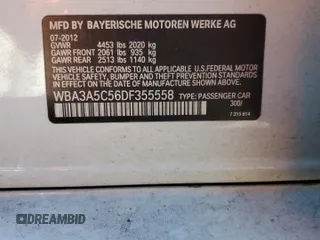 MFD BY BAYERISCHE MOTOREN WERKE AG
07-2012
GVWR 4453 lbs 2020 kg
GAWR FRONT 2061 lbs 935 kg
GAWR REAR 2513 lbs 1140 kg
THIS VEHICLE CONFORMS TO ALL APPLICABLE
U.S. FEDERAL MOTOR VEHICLE SAFETY,
BUMPER, AND THEFT PREVENTION STANDARDS
IN EFFECT ON THE DATE OF MANUFACTURE
SHOWN ABOVE.
WBA3A5C56DF355558 TYPE: PASSENGER CAR
300/
DREAMBID